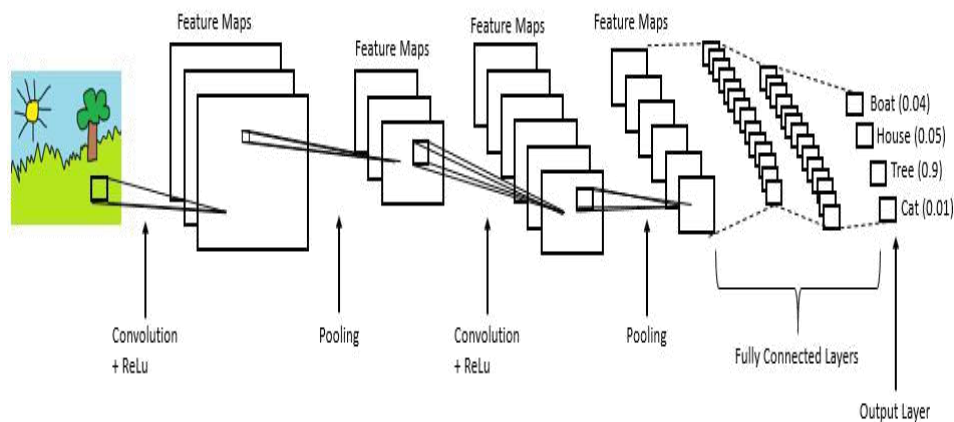 Feature Maps
Feature Maps
Feature Maps
Feature Maps
Boat (0.04)
House (0.05)
Tree (0.9)
Cat (0.01)
Convolution
+ ReLu
Pooling
Convolution
+ ReLu
Pooling
Fully Connected Layers
Output Layer